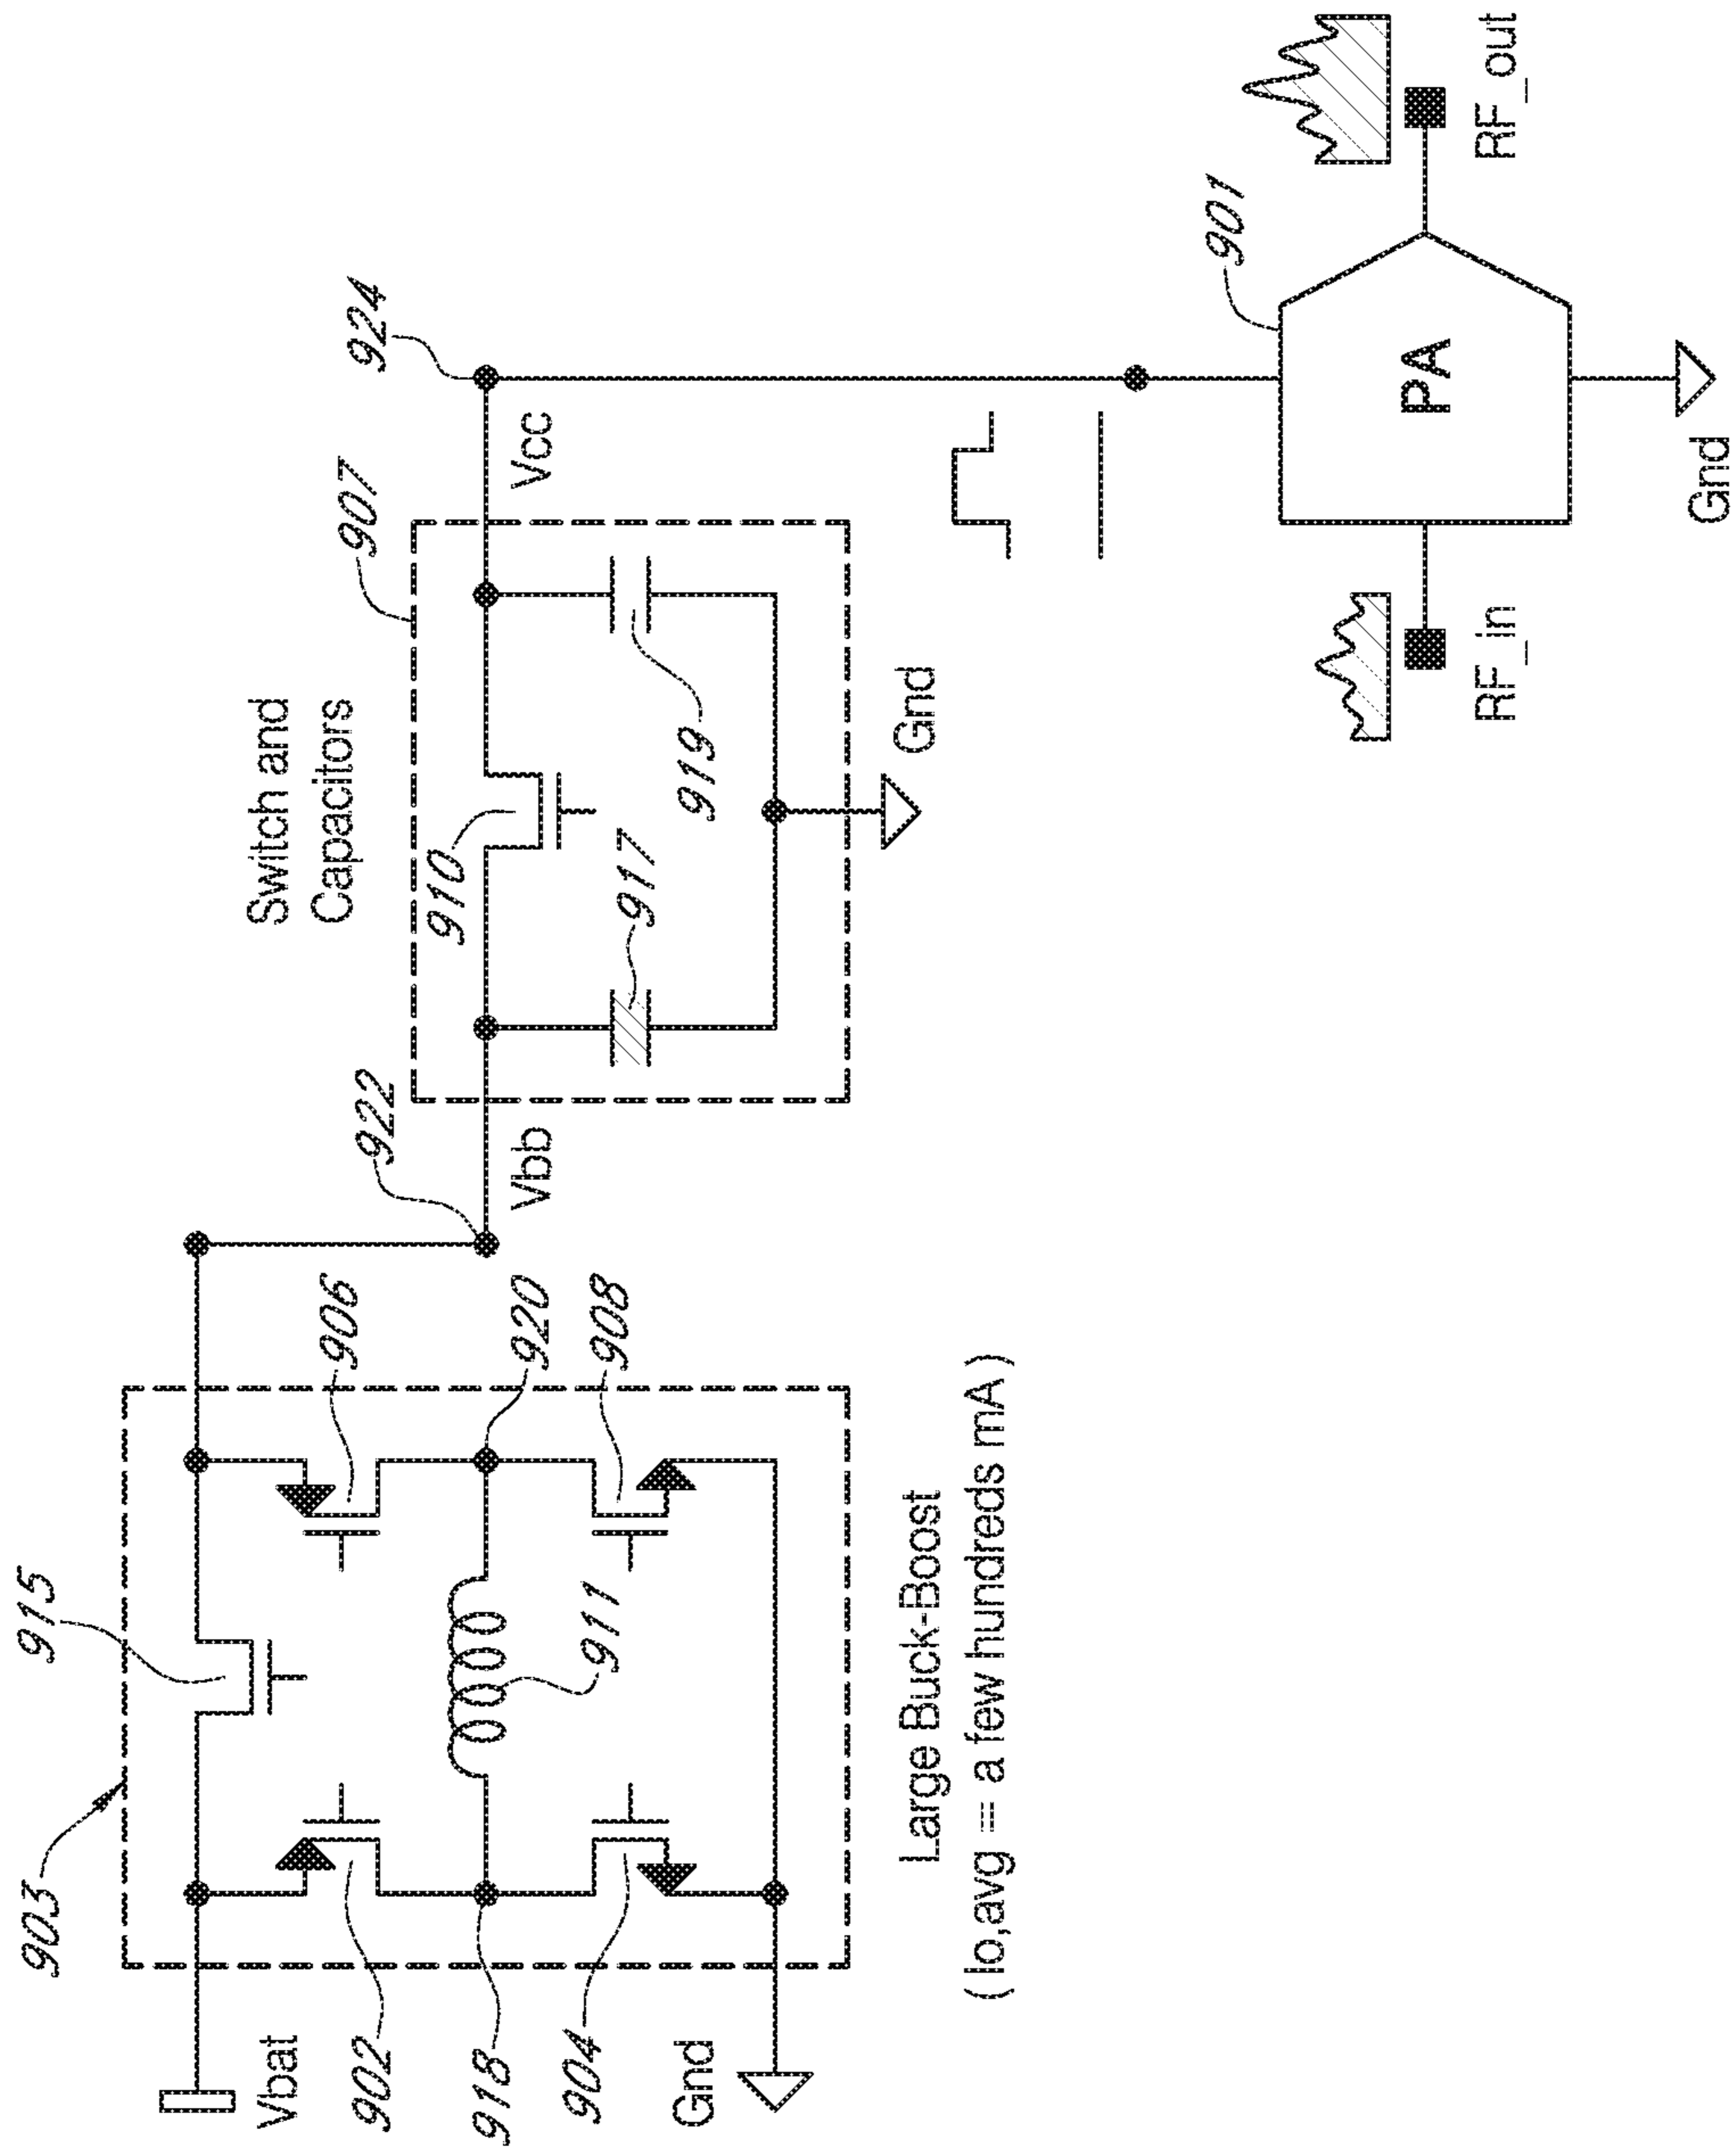 903
915
Vbat
902
918
904
Gnd
906
920
908
911
Large Buck-Boost
( Io,avg = a few hundreds mA )
922
Vbb
Switch and
Capacitors
907
910
917
919
Gnd
924
Vcc
901
PA
RF_in
RF_out
Gnd